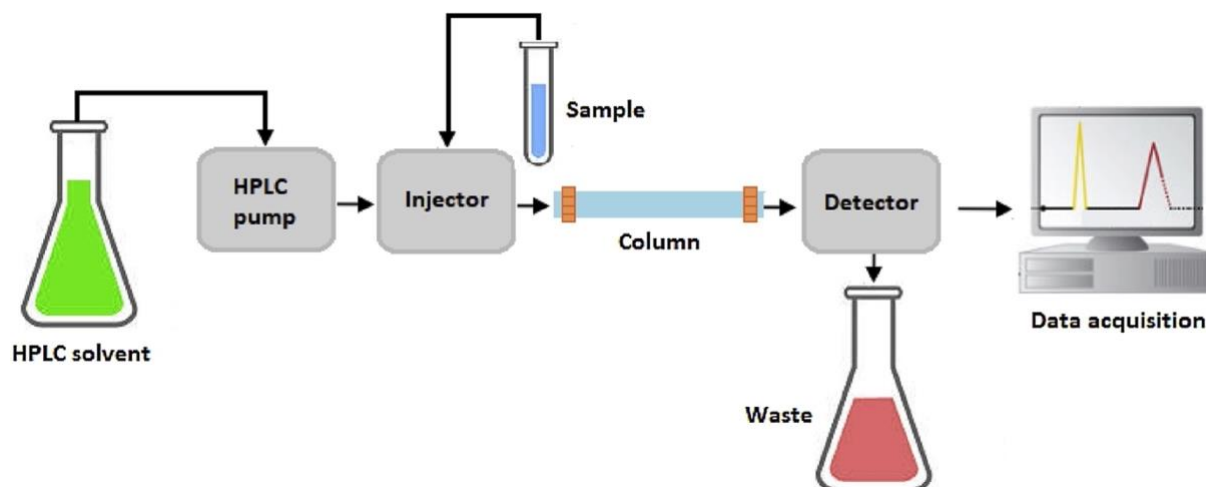 Sample
HPLC
pump
Injector
Detector
Column
HPLC solvent
Data acquisition
Waste